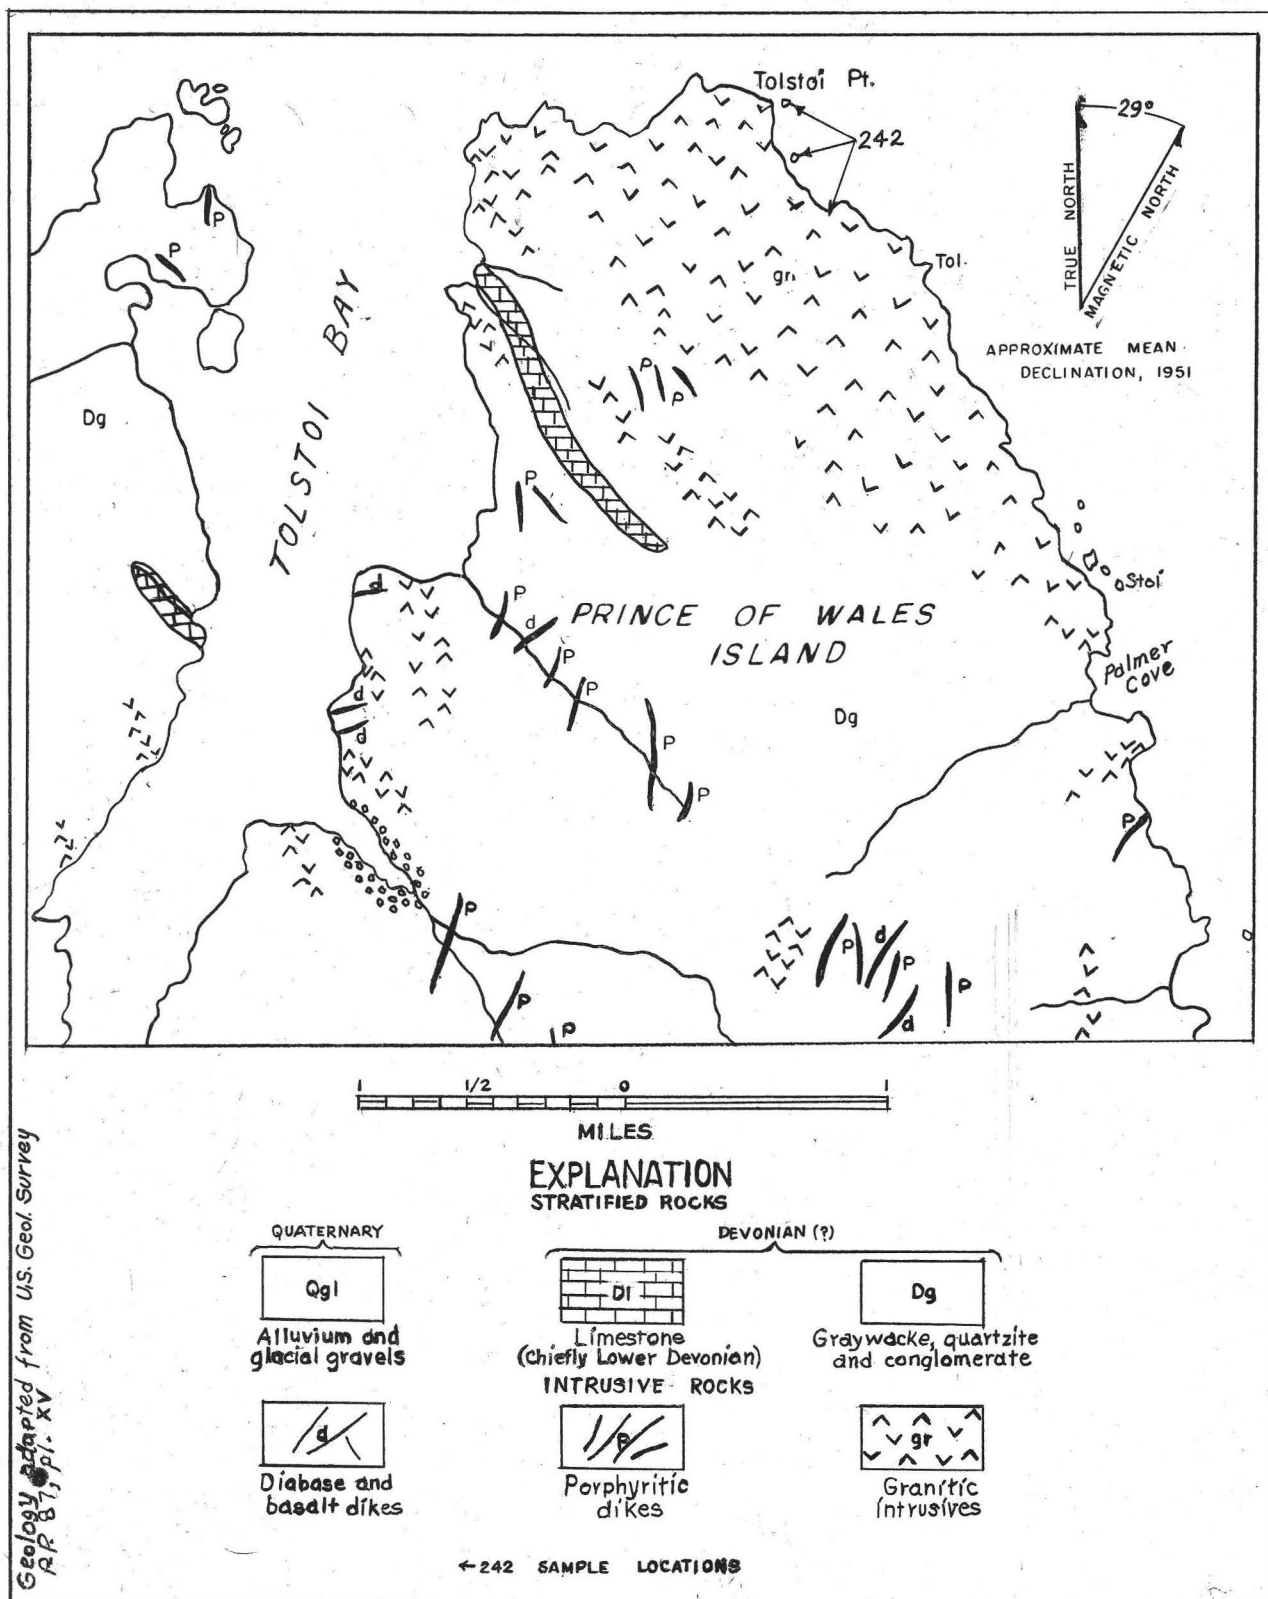 Tolstoi Pt.
242
29°
TRUE NORTH
MAGNETIC NORTH
APPROXIMATE MEAN
DECLINATION, 1951
P
P
TOLSTOI BAY
gr.
Tol.
Dg
P
P
P
d
P
d
P
P
Stoi
PRINCE OF WALES
ISLAND
Palmer
Cove
d
d
Dg
P
P
P
P
P
d
P
P
d
P
P
1 1/2 0 1
MILES
EXPLANATION
STRATIFIED ROCKS
QUATERNARY
DEVONIAN (?)
Qgl
Dl
Dg
Alluvium and
glacial gravels
Limestone
(Chiefly Lower Devonian)
Graywacke, quartzite
and conglomerate
INTRUSIVE ROCKS
d
P
gr
Diabase and
basalt dikes
Porphyritic
dikes
Granitic
intrusives
←242 SAMPLE LOCATIONS
Geology adapted from U.S. Geol. Survey
P.P. 87, pl. XV